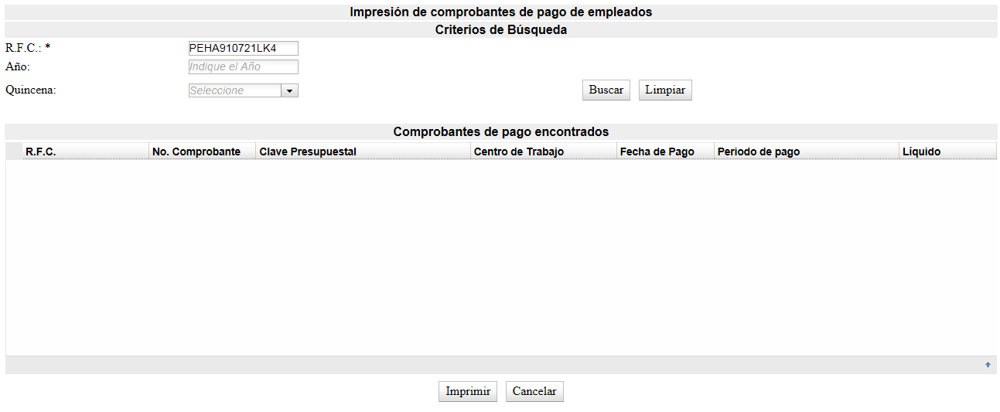 Impresión de comprobantes de pago de empleados
Criterios de Búsqueda
R.F.C.: * PEHA910721LK4
Año: Indique el Año
Quincena: Seleccione Buscar Limpiar
Comprobantes de pago encontrados
R.F.C. No. Comprobante Clave Presupuestal Centro de Trabajo Fecha de Pago Periodo de pago Líquido
Imprimir Cancelar